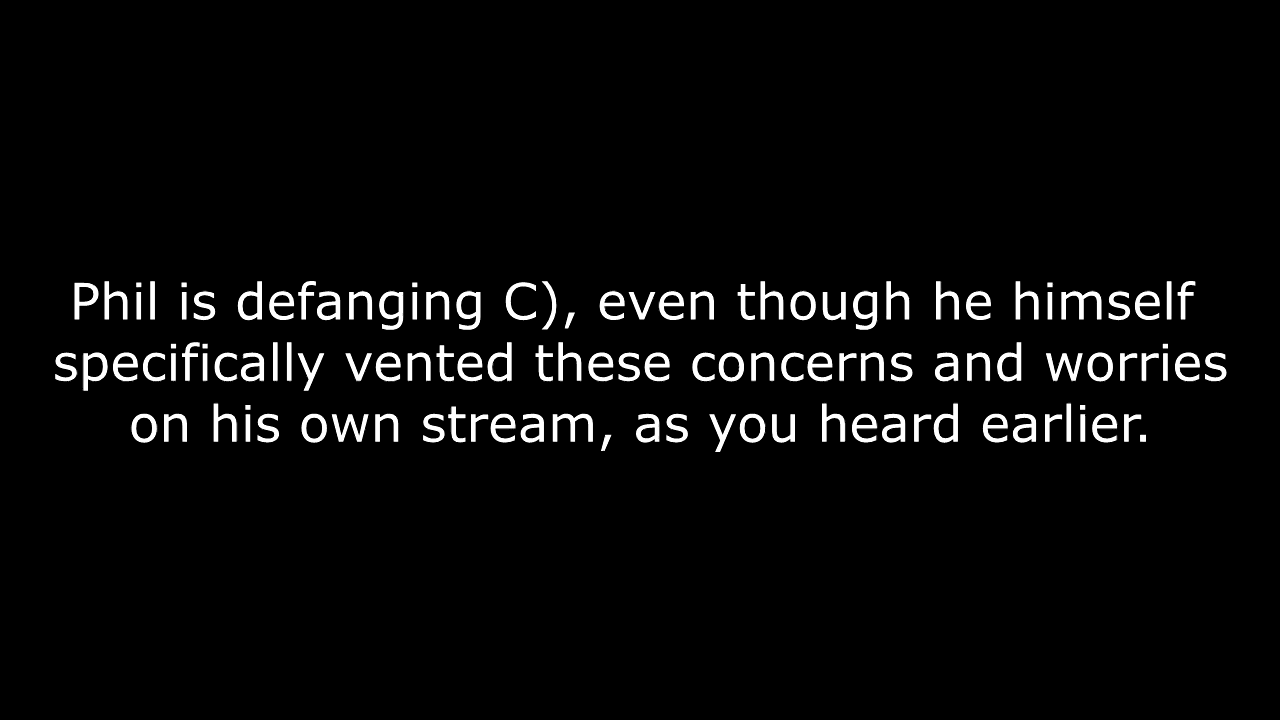 Phil is defanging C), even though he himself
specifically vented these concerns and worries
on his own stream, as you heard earlier.